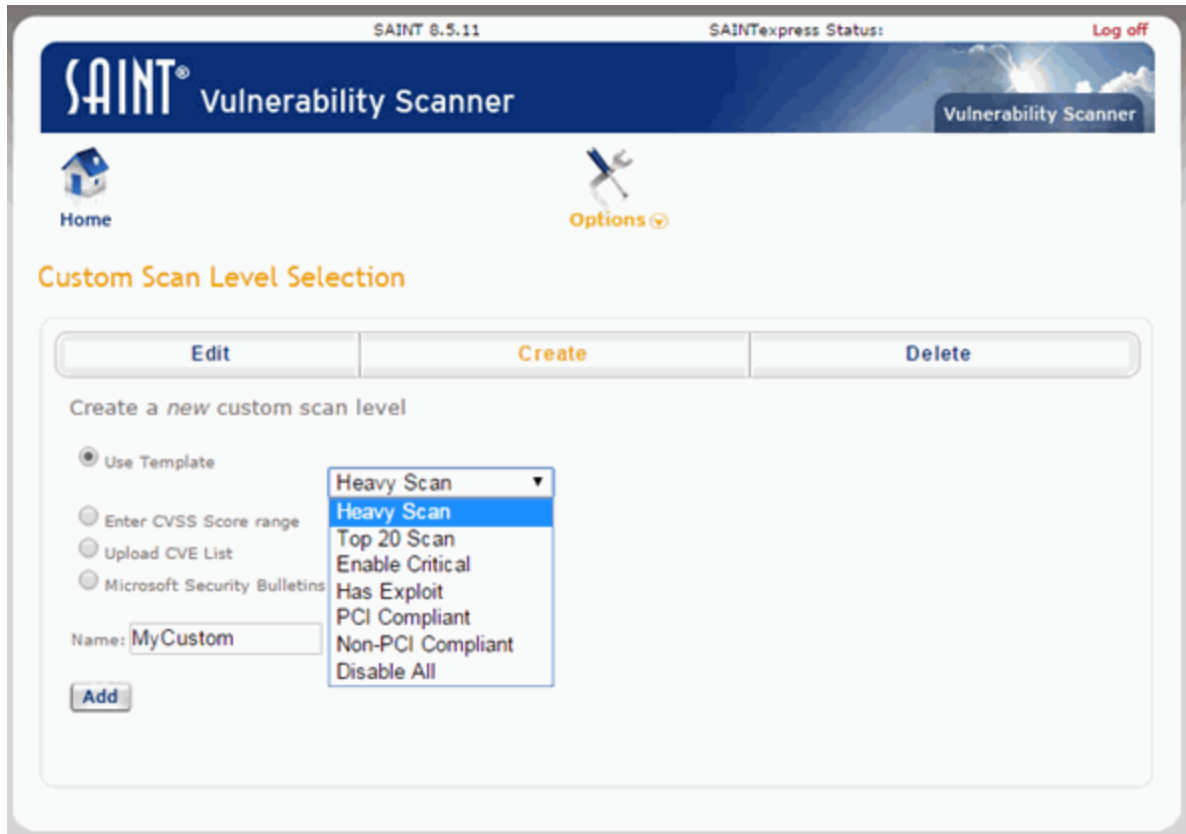 SAINT 8.5.11 SAINTexpress Status: Log off
SAINT® Vulnerability Scanner
Vulnerability Scanner
Home Options
Custom Scan Level Selection
Edit Create Delete
Create a new custom scan level
Use Template
Heavy Scan
Heavy Scan
Enter CVSS Score range
Top 20 Scan
Upload CVE List
Enable Critical
Microsoft Security Bulletins
Has Exploit
PCI Compliant
Name: MyCustom
Non-PCI Compliant
Disable All
Add